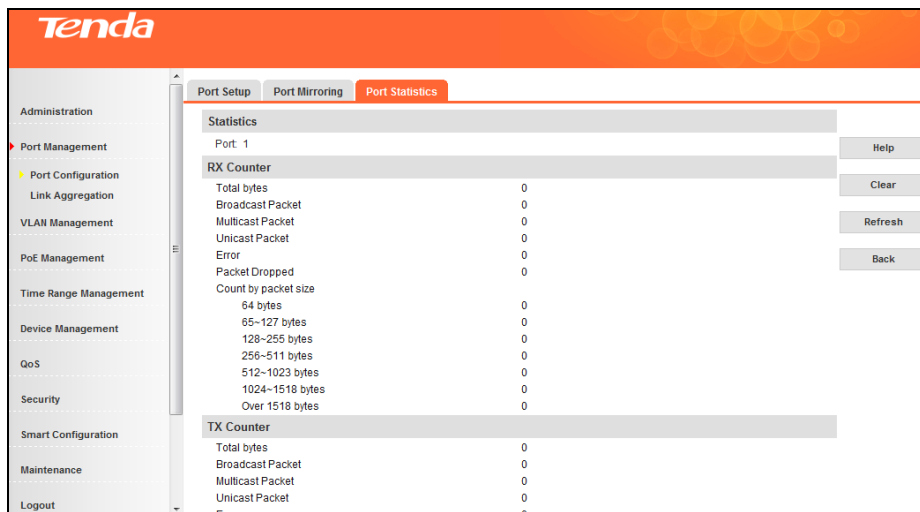 Tenda
Administration
Port Management
Port Configuration
Link Aggregation
VLAN Management
PoE Management
Time Range Management
Device Management
QoS
Security
Smart Configuration
Maintenance
Logout
Port Setup Port Mirroring Port Statistics
Statistics
Port: 1
RX Counter
Total bytes 0
Broadcast Packet 0
Multicast Packet 0
Unicast Packet 0
Error 0
Packet Dropped 0
Count by packet size
64 bytes 0
65~127 bytes 0
128~255 bytes 0
256~511 bytes 0
512~1023 bytes 0
1024~1518 bytes 0
Over 1518 bytes 0
TX Counter
Total bytes 0
Broadcast Packet 0
Multicast Packet 0
Unicast Packet 0
Help
Clear
Refresh
Back